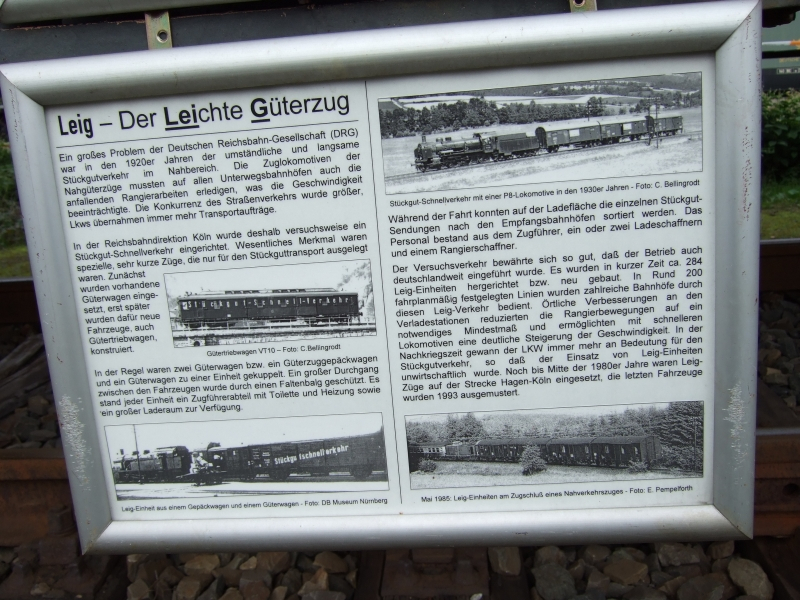 Leig – Der LeIchte Güterzug
Ein großes Problem der Deutschen Reichsbahn-Gesellschaft (DRG)
war in den 1920er Jahren der umständliche und langsame
Stückgutverkehr im Nahbereich. Die Zuglokomotiven der
Nahgüterzüge mussten auf allen Unterwegsbahnhöfen auch die
anfallenden Rangierarbeiten erledigen, was die Geschwindigkeit
beeinträchtigte. Die Konkurrenz des Straßenverkehrs wurde größer,
Lkws übernahmen immer mehr Transportaufträge.
In der Reichsbahndirektion Köln wurde deshalb versuchsweise ein
Stückgut-Schnellverkehr eingerichtet. Wesentliches Merkmal waren
spezielle, sehr kurze Züge, die nur für den Stückguttransport ausgelegt
waren. Zunächst
wurden vorhandene
Güterwagen einge-
setzt, erst später
wurden dafür neue
Fahrzeuge, auch
Gütertriebwagen,
konstruiert.
Gütertriebwagen VT10 – Foto: C.Bellingrodt
In der Regel waren zwei Güterwagen bzw. ein Güterzuggepäckwagen
und ein Güterwagen zu einer Einheit gekuppelt. Ein großer Durchgang
zwischen den Fahrzeugen wurde durch einen Faltenbalg geschützt. Es
stand jeder Einheit ein Zugführerabteil mit Toilette und Heizung sowie
ein großer Laderaum zur Verfügung.
Stückgutschnellverkehr
Leig-Einheit aus einem Gepäckwagen und einem Güterwagen - Foto: DB Museum Nürnberg
Stückgut-Schnellverkehr mit einer P8-Lokomotive in den 1930er Jahren - Foto: C. Bellingrodt
Während der Fahrt konnten auf der Ladefläche die einzelnen Stückgut-
Sendungen nach den Empfangsbahnhöfen sortiert werden. Das
Personal bestand aus dem Zugführer, ein oder zwei Ladeschaffnern
und einem Rangierschaffner.
Der Versuchsverkehr bewährte sich so gut, daß der Betrieb auch
deutschlandweit eingeführt wurde. Es wurden in kurzer Zeit ca. 284
Leig-Einheiten hergerichtet bzw. neu gebaut. In Rund 200
fahrplanmäßig festgelegten Linien wurden zahlreiche Bahnhöfe durch
diesen Leig-Verkehr bedient. Örtliche Verbesserungen an den
Verladestationen reduzierten die Rangierbewegungen auf ein
notwendiges Mindestmaß und ermöglichten mit schnelleren
Lokomotiven eine deutliche Steigerung der Geschwindigkeit. In der
Nachkriegszeit gewann der LKW immer mehr an Bedeutung für den
Stückgutverkehr, so daß der Einsatz von Leig-Einheiten
unwirtschaftlich wurde. Noch bis Mitte der 1980er Jahre waren Leig-
Züge auf der Strecke Hagen-Köln eingesetzt, die letzten Fahrzeuge
wurden 1993 ausgemustert.
Mai 1985: Leig-Einheiten am Zugschluß eines Nahverkehrszuges - Foto: E. Pempelforth